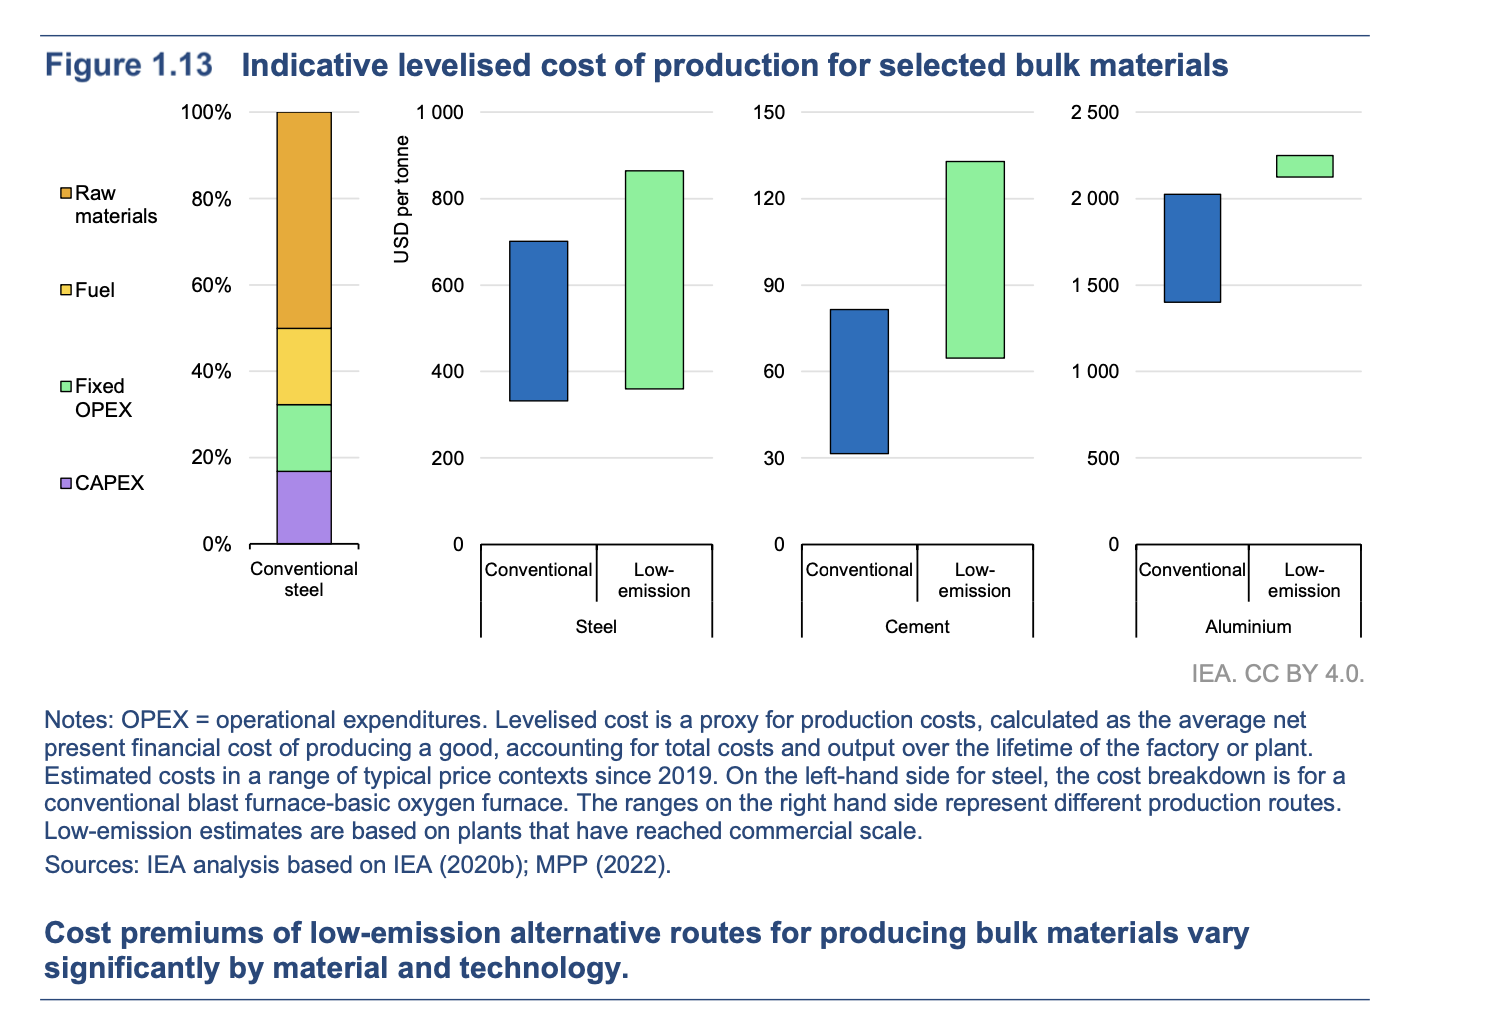 Figure 1.13 Indicative levelised cost of production for selected bulk materials
100%
80%
60%
40%
20%
0%
Raw
materials
Fuel
Fixed
OPEX
CAPEX
Conventional
steel
USD per tonne
1 000
800
600
400
200
0
Conventional
Low-
emission
Steel
150
120
90
60
30
0
Conventional
Low-
emission
Cement
2 500
2 000
1 500
1 000
500
0
Conventional
Low-
emission
Aluminium
IEA. CC BY 4.0.
Notes: OPEX = operational expenditures. Levelised cost is a proxy for production costs, calculated as the average net
present financial cost of producing a good, accounting for total costs and output over the lifetime of the factory or plant.
Estimated costs in a range of typical price contexts since 2019. On the left-hand side for steel, the cost breakdown is for a
conventional blast furnace-basic oxygen furnace. The ranges on the right hand side represent different production routes.
Low-emission estimates are based on plants that have reached commercial scale.
Sources: IEA analysis based on IEA (2020b); MPP (2022).
Cost premiums of low-emission alternative routes for producing bulk materials vary
significantly by material and technology.